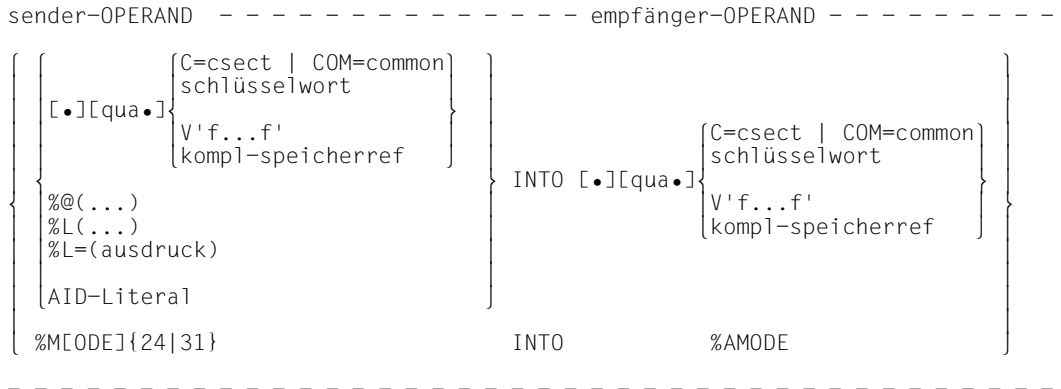 sender-OPERAND – – – – – – – – – – – – – – – empfänger-OPERAND – – – – – – – – –
C=csect | COM=common
schlüsselwort
[•][qua•]
V'f...f'
C=csect | COM=common
kompl-speicherref
schlüsselwort
INTO [•][qua•]
%@(...)
V'f...f'
%L(...)
kompl-speicherref
%L=(ausdruck)
AID-Literal
%M[ODE]{24|31} INTO %AMODE
– – – – – – – – – – – – – – – – – – – – – – – – – – – – – – – – – – – – – – –